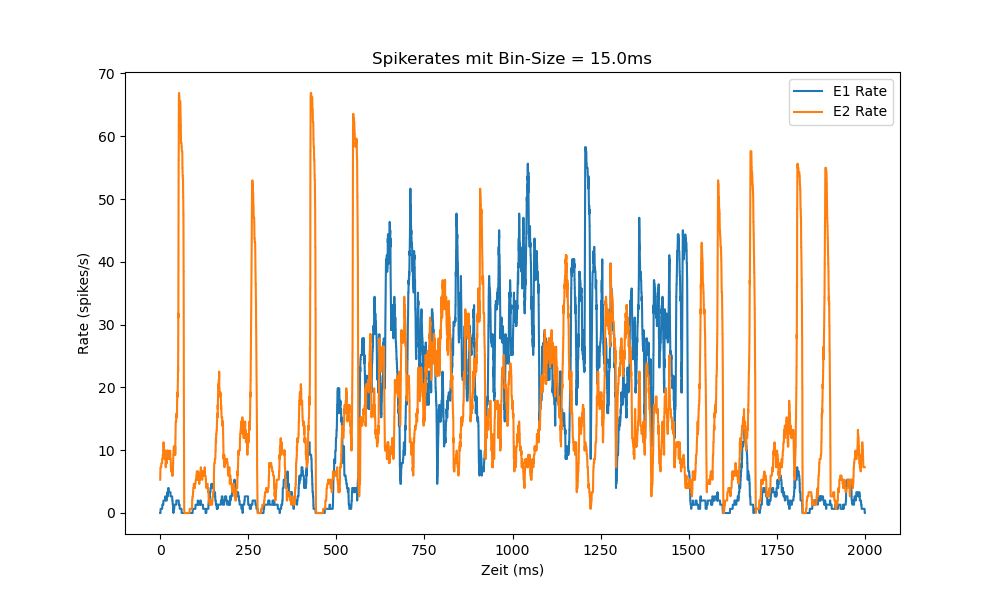 Spikerates mit Bin-Size = 15.0ms
E1 Rate
E2 Rate
70
60
50
40
30
20
10
0
Rate (spikes/s)
0 250 500 750 1000 1250 1500 1750 2000
Zeit (ms)